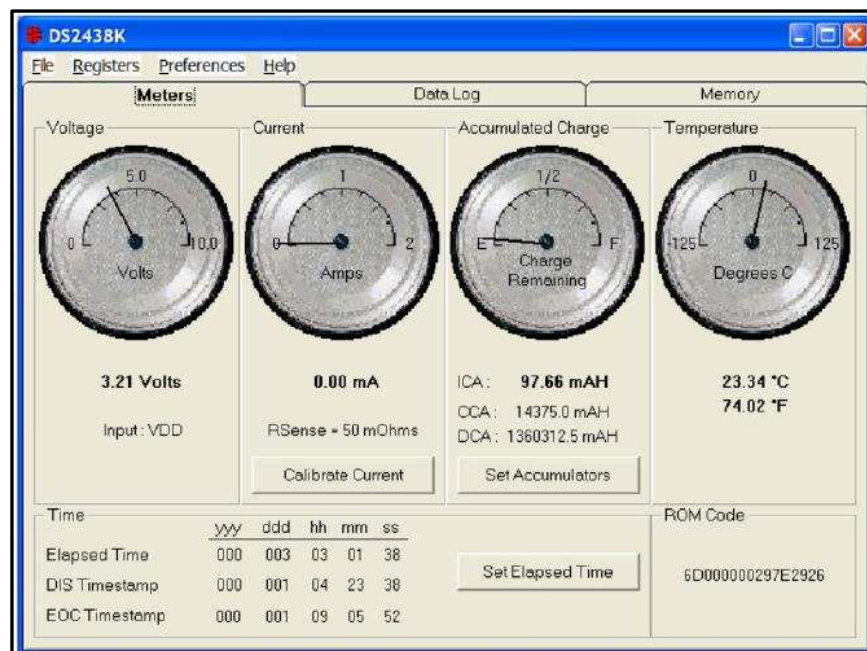 DS2438K
File Registers Preferences Help
Meters Data Log Memory
Voltage Current Accumulated Charge Temperature
5.0
0 10.0
Volts
1
0 2
Amps
1/2
E F
Charge
Remaining
0
-125 125
Degrees C
3.21 Volts
Input : VDD
0.00 mA
RSense = 50 mOhms
Calibrate Current
ICA : 97.66 mAH
CCA : 14375.0 mAH
DCA : 1360312.5 mAH
Set Accumulators
23.34 °C
74.02 °F
Time
yyy ddd hh mm ss
Elapsed Time 000 003 03 01 38
DIS Timestamp 000 001 04 23 38
EOC Timestamp 000 001 09 05 52
Set Elapsed Time
ROM Code
6D000000297E2926